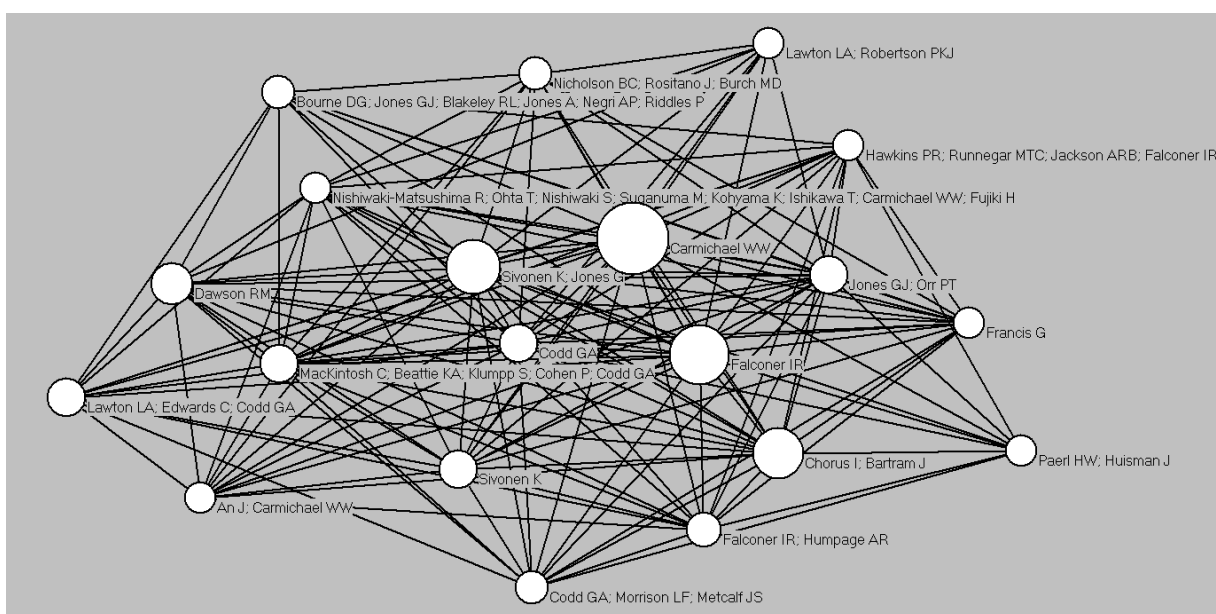 Lawton LA; Robertson PKJ
Nicholson BC; Rositano J; Burch MD
Bourne DG; Jones GJ; Blakeley RL; Jones A; Negri AP; Riddles P
Hawkins PR; Runnegar MTC; Jackson ARB; Falconer IR
Nishiwaki-Matsushima R; Ohta T; Nishiwaki S; Suganuma M; Kohyama K; Ishikawa T; Carmichael WW; Fujiki H
Carmichael WW
Sivonen K; Jones G
Jones GJ; Orr PT
Dawson RM
Francis G
Codd GA
Falconer IR
MacKintosh C; Beattie KA; Klumpp S; Cohen P; Codd GA
Lawton LA; Edwards C; Codd GA
Chorus I; Bartram J
Paerl HW; Huisman J
Sivonen K
An J; Carmichael WW
Falconer IR; Humpage AR
Codd GA; Morrison LF; Metcalf JS